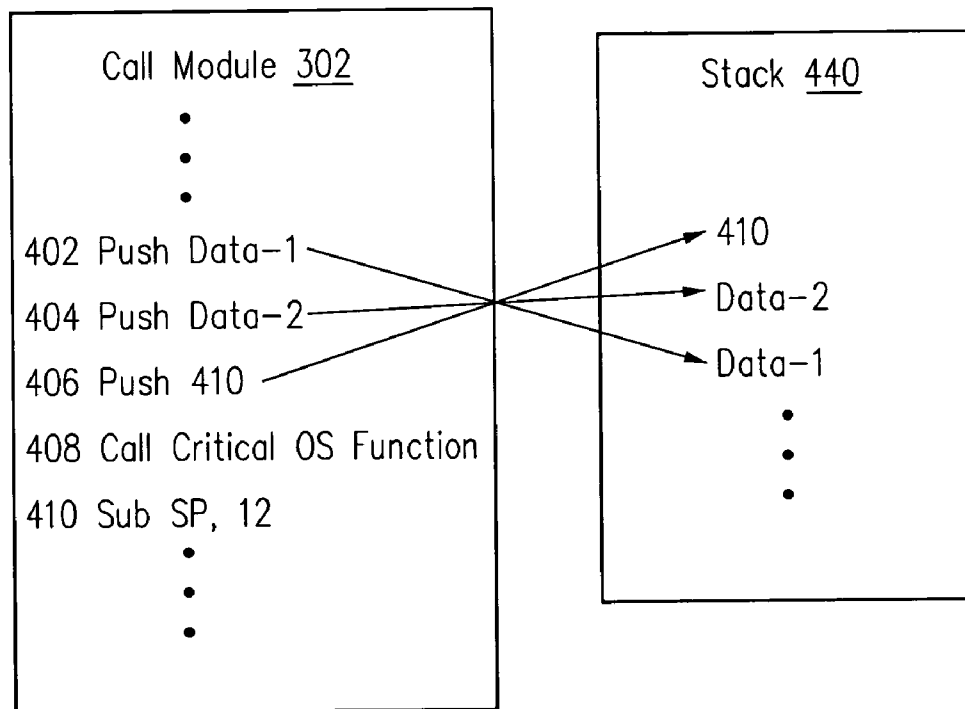 Call Module 302
402 Push Data-1
404 Push Data-2
406 Push 410
408 Call Critical OS Function
410 Sub SP, 12
Stack 440
410
Data-2
Data-1